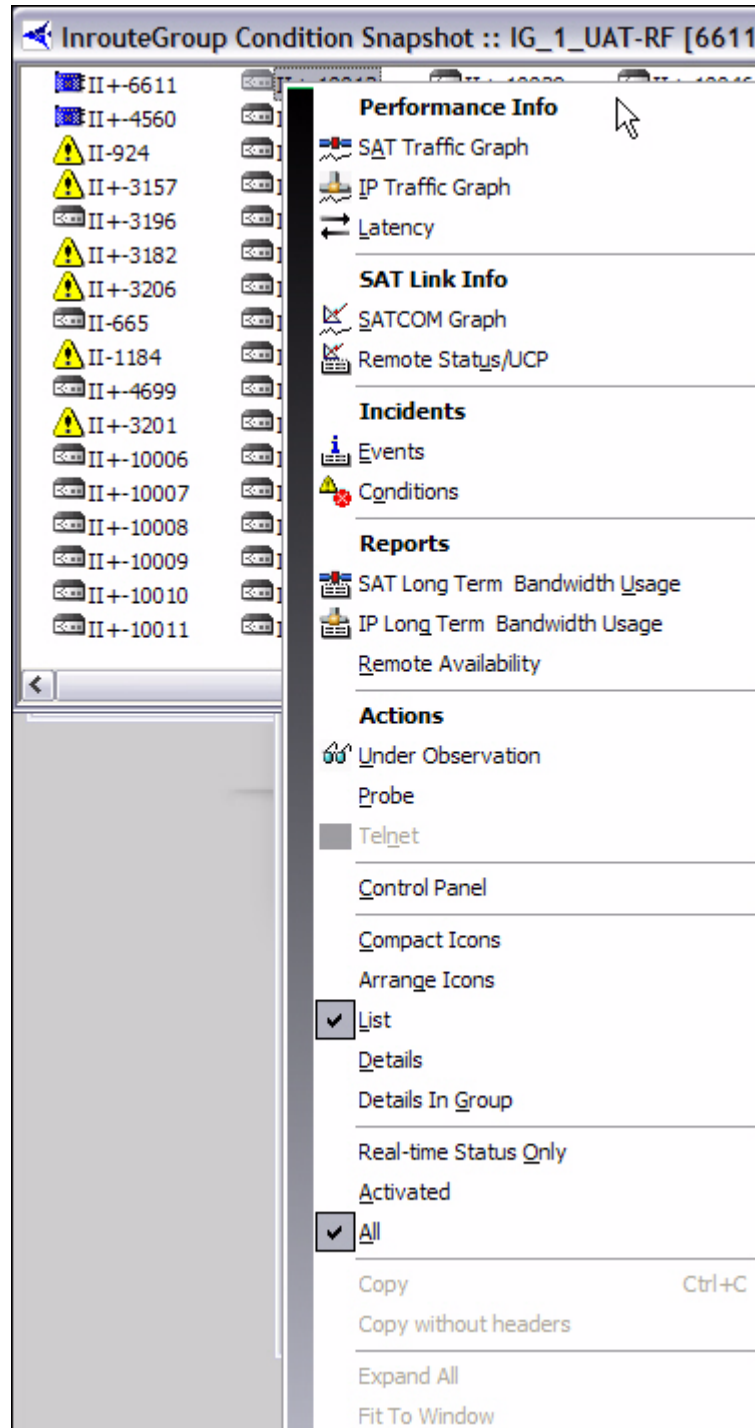 InrouteGroup Condition Snapshot :: IG_1_UAT-RF [6611
II+-6611
II+-4560
II-924
II+-3157
II+-3196
II+-3182
II+-3206
II-665
II-1184
II+-4699
II+-3201
II+-10006
II+-10007
II+-10008
II+-10009
II+-10010
II+-10011
Performance Info
SAT Traffic Graph
IP Traffic Graph
Latency
SAT Link Info
SATCOM Graph
Remote Status/UCP
Incidents
Events
Conditions
Reports
SAT Long Term  Bandwidth Usage
IP Long Term  Bandwidth Usage
Remote Availability
Actions
Under Observation
Probe
Telnet
Control Panel
Compact Icons
Arrange Icons
List
Details
Details In Group
Real-time Status Only
Activated
All
Copy Ctrl+C
Copy without headers
Expand All
Fit To Window